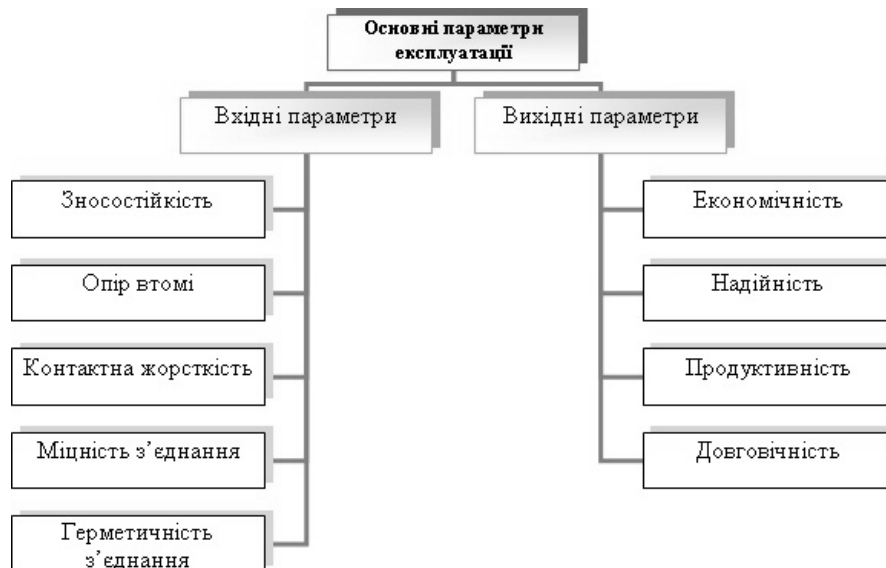 Основні параметри
експлуатації
Вхідні параметри
Вихідні параметри
Зносостійкість
Опір втомі
Контактна жорсткість
Міцність з’єднання
Герметичність
з’єднання
Економічність
Надійність
Продуктивність
Довговічність